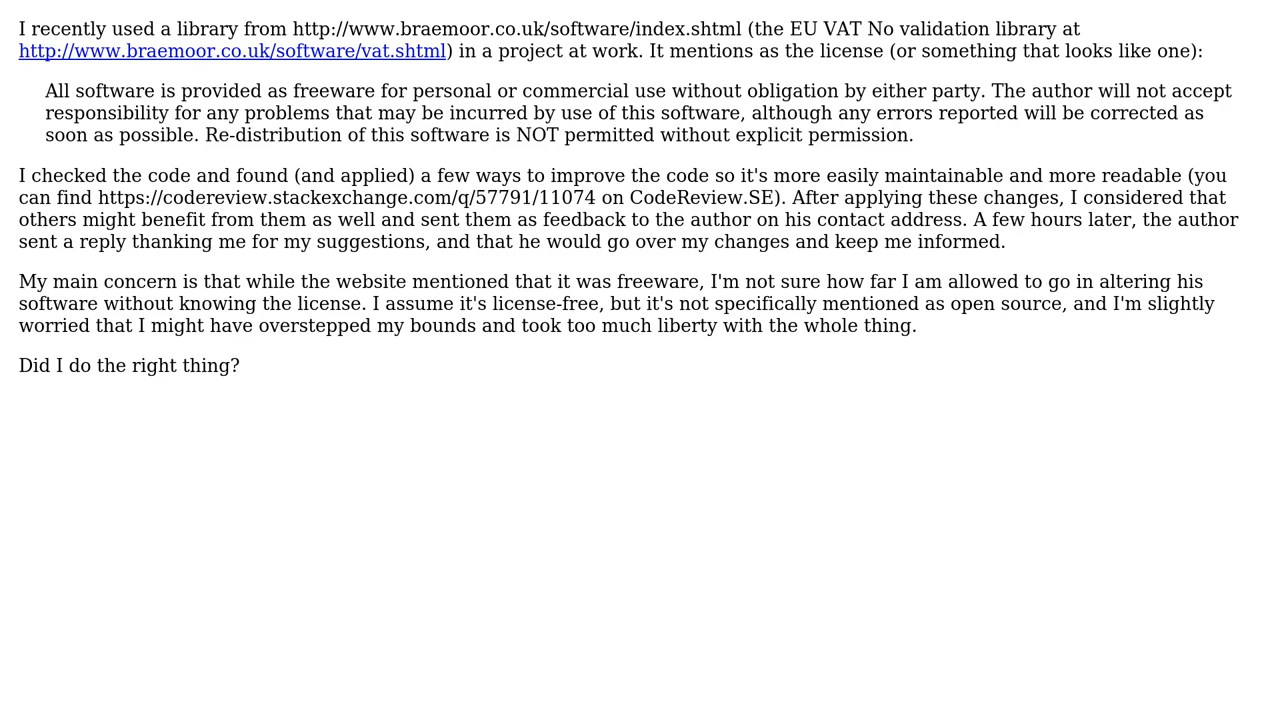 I recently used a library from http://www.braemoor.co.uk/software/index.shtml (the EU VAT No validation library at
http://www.braemoor.co.uk/software/vat.shtml) in a project at work. It mentions as the license (or something that looks like one):
All software is provided as freeware for personal or commercial use without obligation by either party. The author will not accept
responsibility for any problems that may be incurred by use of this software, although any errors reported will be corrected as
soon as possible. Re-distribution of this software is NOT permitted without explicit permission.
I checked the code and found (and applied) a few ways to improve the code so it's more easily maintainable and more readable (you
can find https://codereview.stackexchange.com/q/57791/11074 on CodeReview.SE). After applying these changes, I considered that
others might benefit from them as well and sent them as feedback to the author on his contact address. A few hours later, the author
sent a reply thanking me for my suggestions, and that he would go over my changes and keep me informed.
My main concern is that while the website mentioned that it was freeware, I'm not sure how far I am allowed to go in altering his
software without knowing the license. I assume it's license-free, but it's not specifically mentioned as open source, and I'm slightly
worried that I might have overstepped my bounds and took too much liberty with the whole thing.
Did I do the right thing?